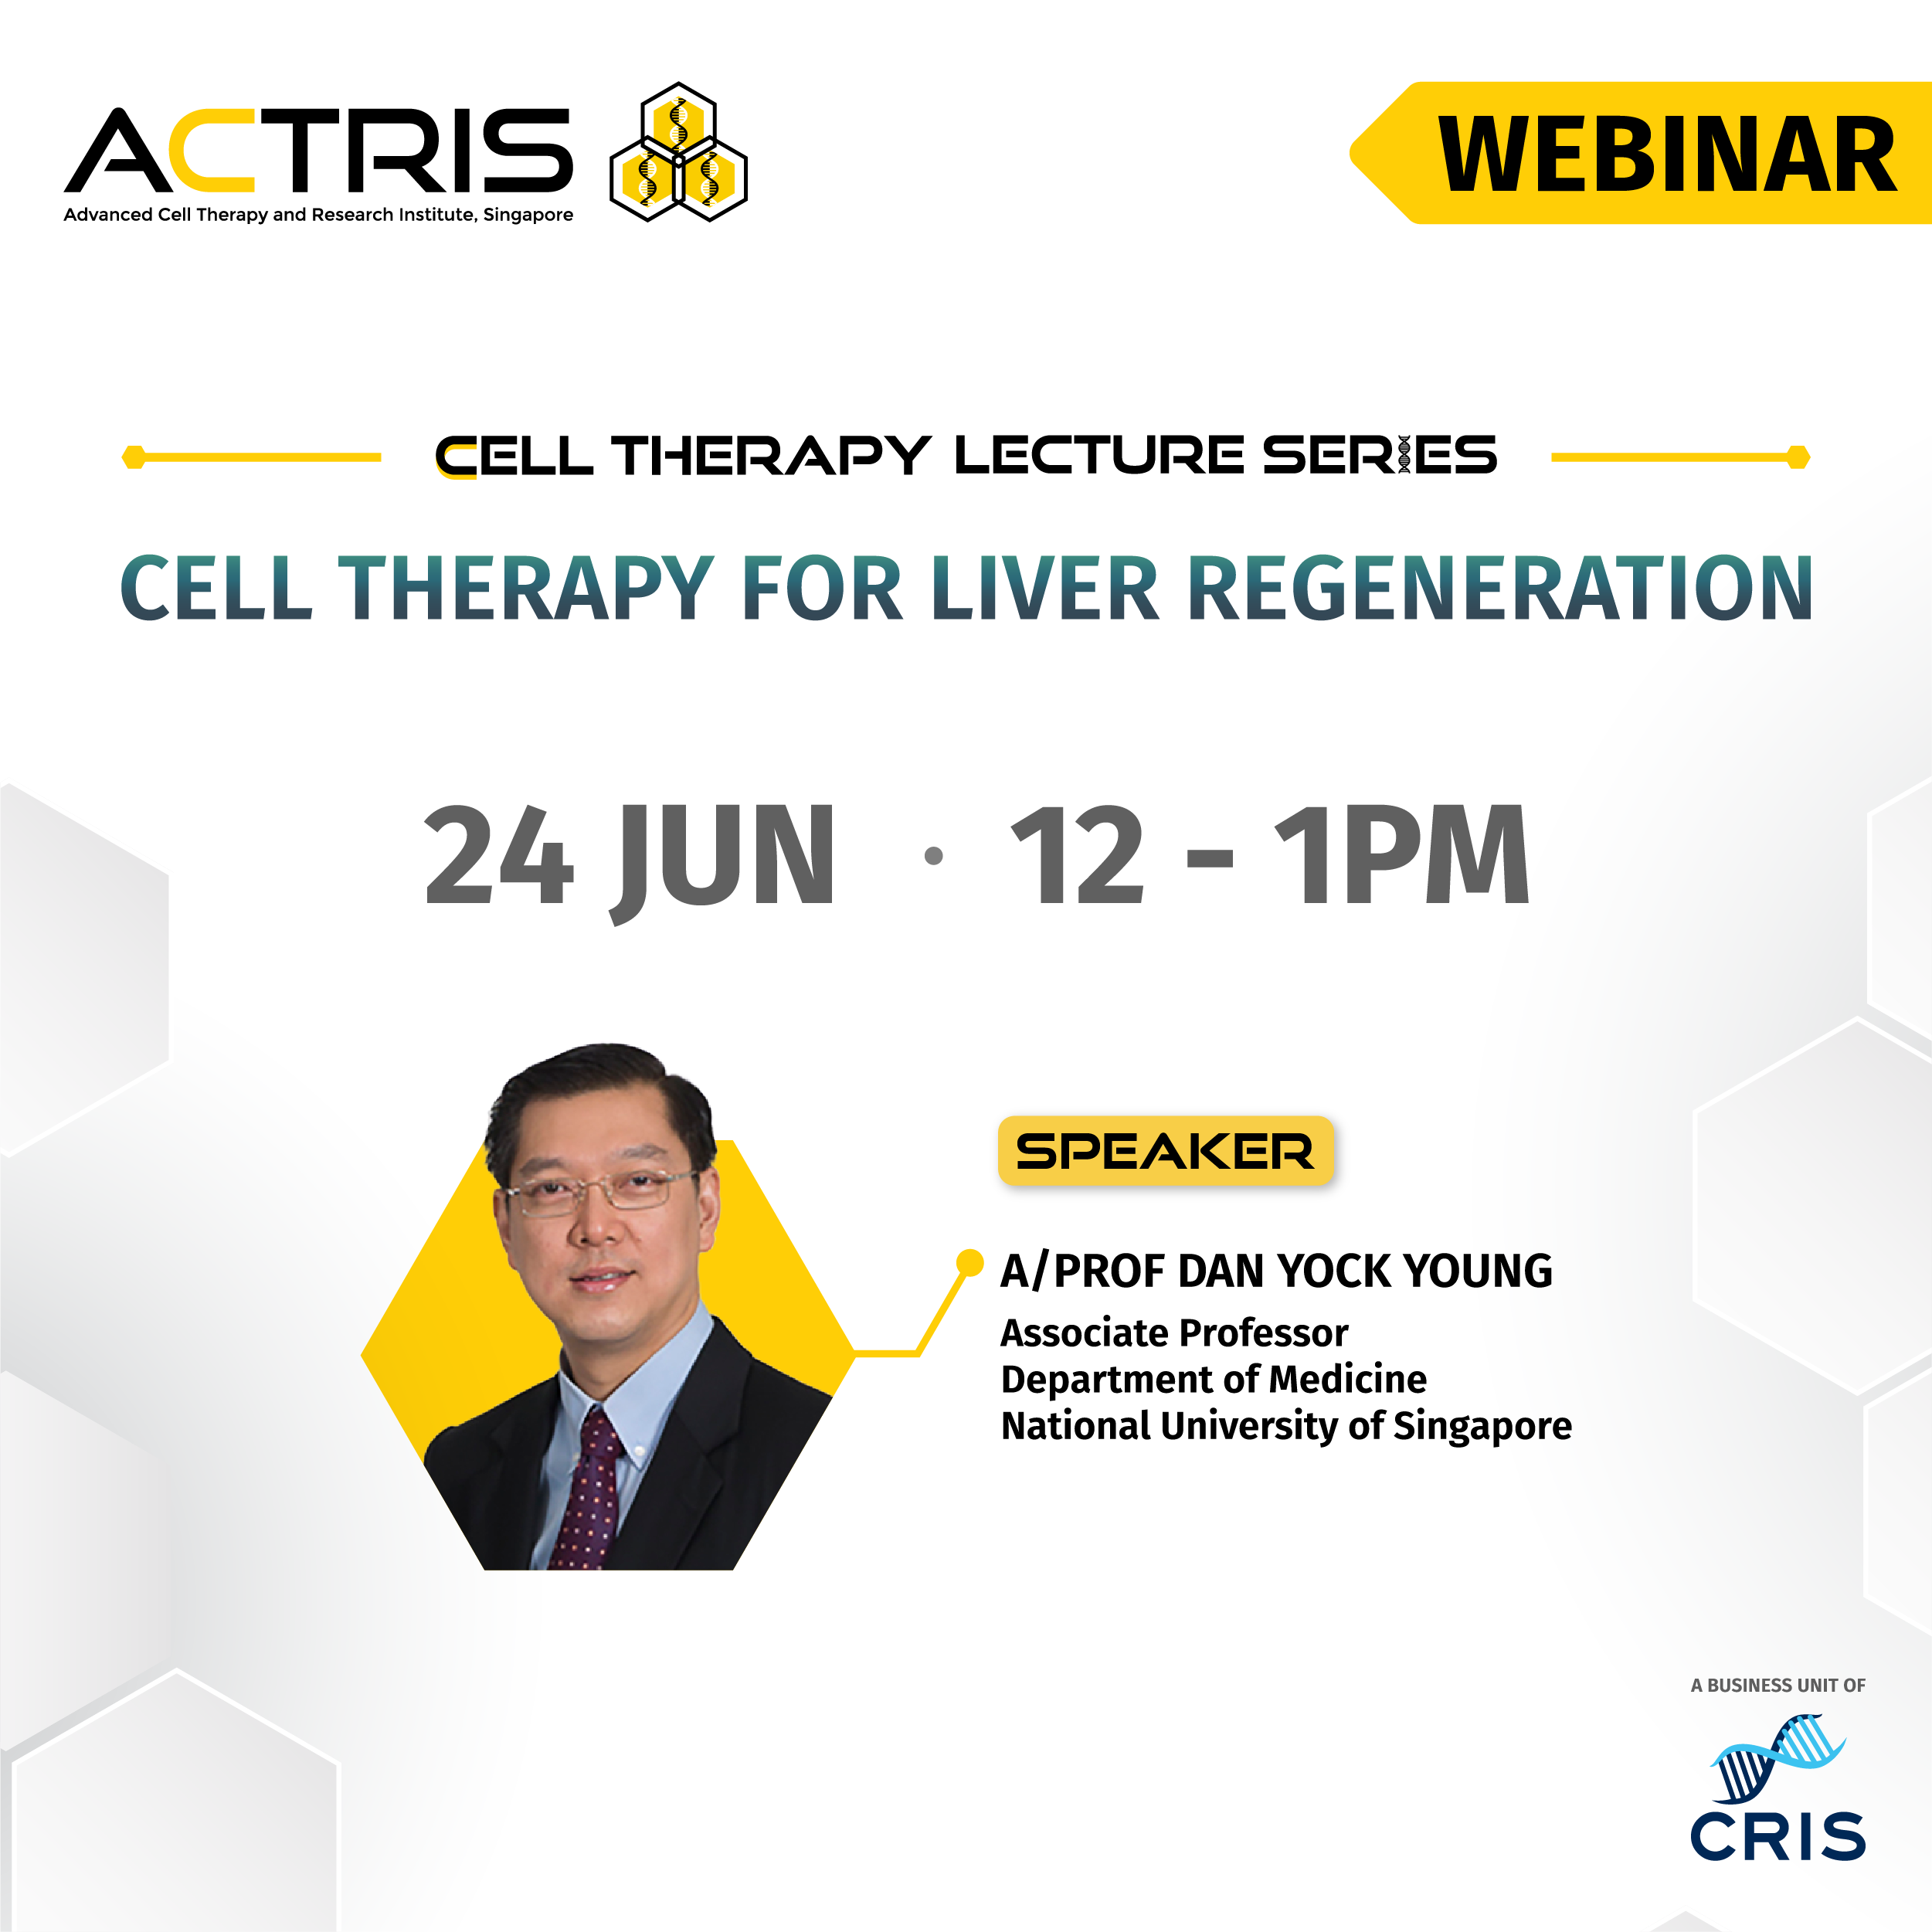 ACTRIS
Advanced Cell Therapy and Research Institute, Singapore
WEBINAR
CELL THERAPY LECTURE SERIES
CELL THERAPY FOR LIVER REGENERATION
24 JUN • 12 - 1PM
SPEAKER
A/PROF DAN YOCK YOUNG
Associate Professor
Department of Medicine
National University of Singapore
A BUSINESS UNIT OF
CRIS